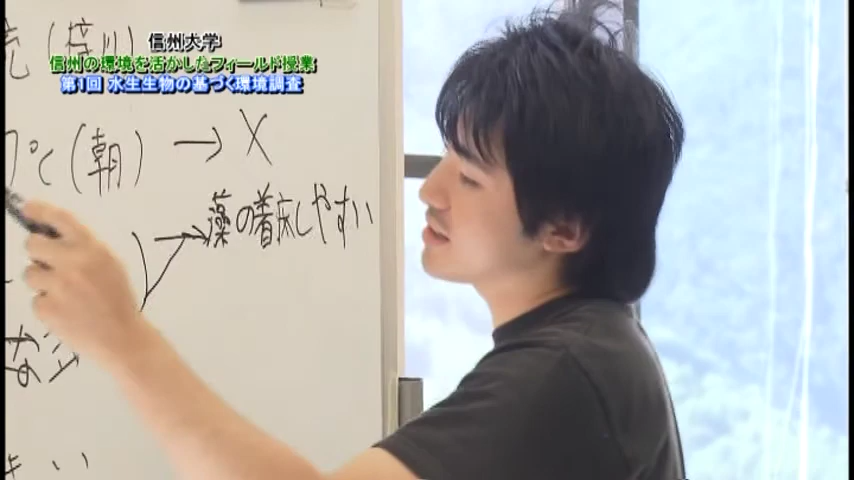 信州大学
信州の環境を活かしたフィールド授業
第1回 水生生物の基づく環境調査
℃(朝) → X
→ 藻の着床しやすい